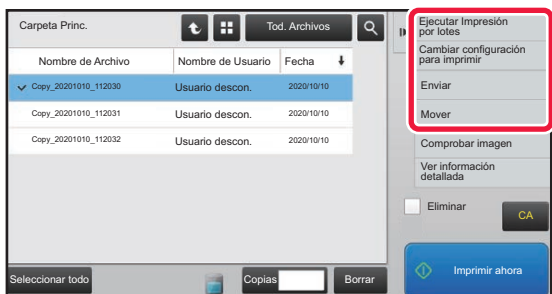 Carpeta Princ.
Tod. Archivos
Nombre de Archivo
Nombre de Usuario
Fecha
Copy_20201010_112030
Usuario descon.
2020/10/10
Copy_20201010_112031
Usuario descon.
2020/10/10
Copy_20201010_112032
Usuario descon.
2020/10/10
Seleccionar todo
Copias
Borrar
Ejecutar Impresión
por lotes
Cambiar configuración
para imprimir
Enviar
Mover
Comprobar imagen
Ver información
detallada
Eliminar
CA
Imprimir ahora